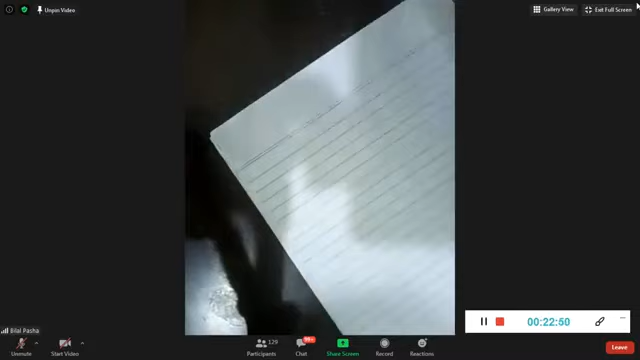 Unpin Video
Gallery View
Exit Full Screen
00:22:50
Bilal Pasha
Unmute
Start Video
129
Participants
99+
Chat
Share Screen
Record
Reactions
Leave